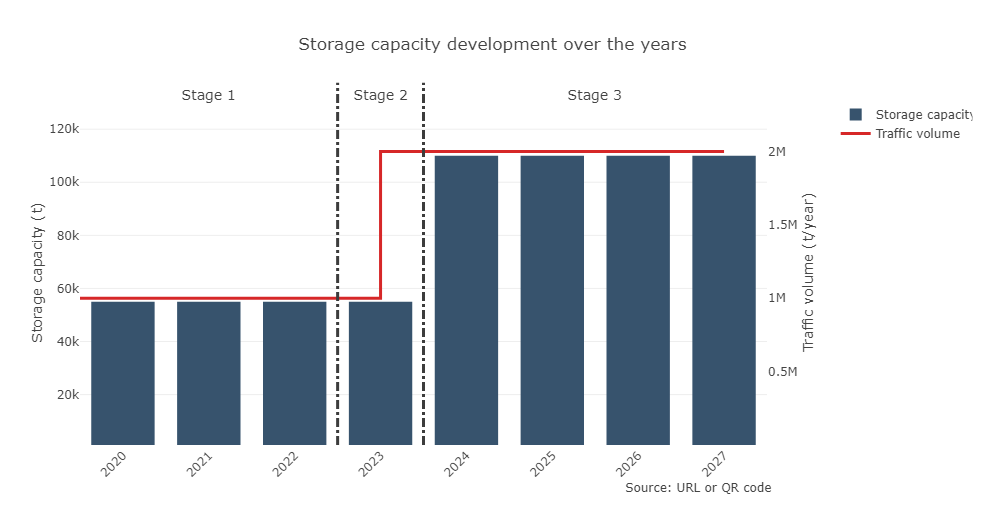 Storage capacity development over the years
Stage 1
Stage 2
Stage 3
Storage capacity
Traffic volume
120k
100k
80k
60k
40k
20k
Storage capacity (t)
2M
1.5M
1M
0.5M
Traffic volume (t/year)
2020
2021
2022
2023
2024
2025
2026
2027
Source: URL or QR code